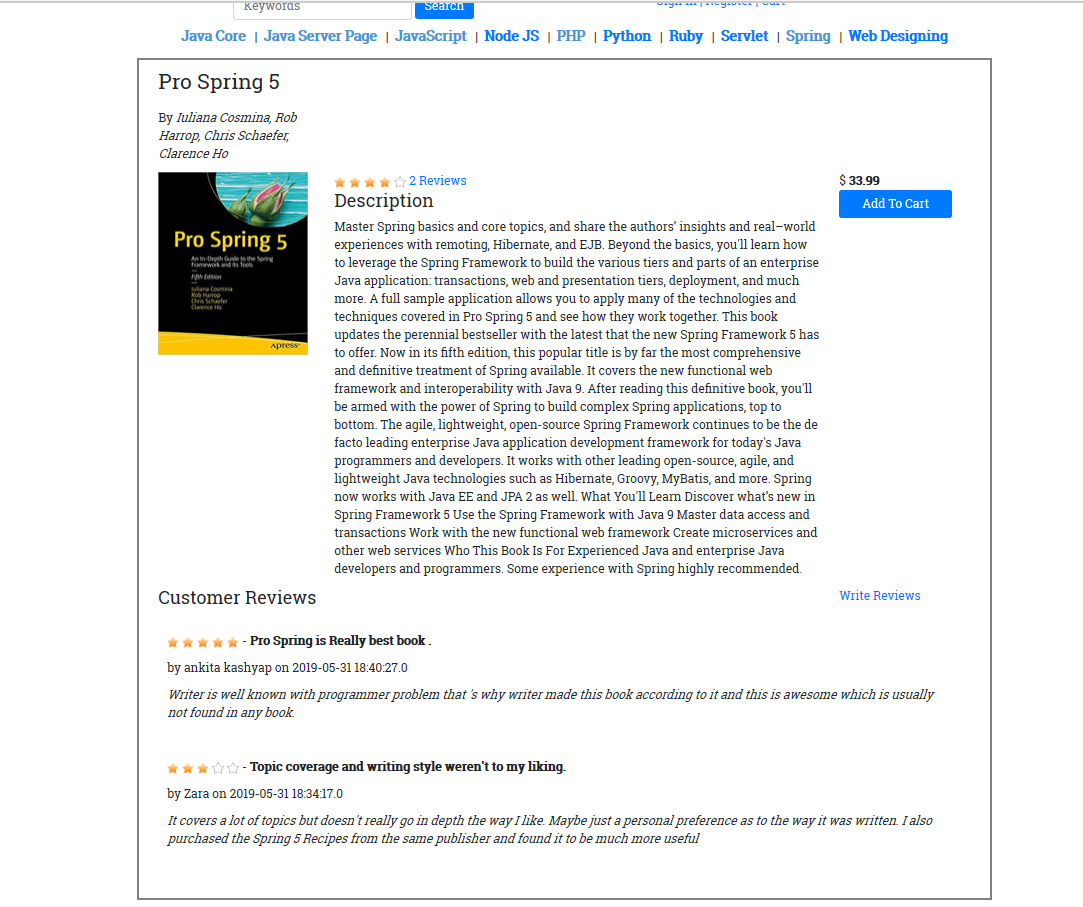 Keywords
Search
Sign In | Register | Cart
Java Core | Java Server Page | JavaScript | Node JS | PHP | Python | Ruby | Servlet | Spring | Web Designing
Pro Spring 5
By Iuliana Cosmina, Rob
Harrop, Chris Schaefer,
Clarence Ho
Pro Spring 5
An In-Depth Guide to the Spring
Framework and Its Tools
—
Fifth Edition
—
Iuliana Cosmina
Rob Harrop
Chris Schaefer
Clarence Ho
Apress®
2 Reviews
$ 33.99
Add To Cart
Description
Master Spring basics and core topics, and share the authors’ insights and real–world
experiences with remoting, Hibernate, and EJB. Beyond the basics, you'll learn how
to leverage the Spring Framework to build the various tiers and parts of an enterprise
Java application: transactions, web and presentation tiers, deployment, and much
more. A full sample application allows you to apply many of the technologies and
techniques covered in Pro Spring 5 and see how they work together. This book
updates the perennial bestseller with the latest that the new Spring Framework 5 has
to offer. Now in its fifth edition, this popular title is by far the most comprehensive
and definitive treatment of Spring available. It covers the new functional web
framework and interoperability with Java 9. After reading this definitive book, you'll
be armed with the power of Spring to build complex Spring applications, top to
bottom. The agile, lightweight, open-source Spring Framework continues to be the de
facto leading enterprise Java application development framework for today's Java
programmers and developers. It works with other leading open-source, agile, and
lightweight Java technologies such as Hibernate, Groovy, MyBatis, and more. Spring
now works with Java EE and JPA 2 as well. What You'll Learn Discover what's new in
Spring Framework 5 Use the Spring Framework with Java 9 Master data access and
transactions Work with the new functional web framework Create microservices and
other web services Who This Book Is For Experienced Java and enterprise Java
developers and programmers. Some experience with Spring highly recommended.
Customer Reviews
Write Reviews
- Pro Spring is Really best book .
by ankita kashyap on 2019-05-31 18:40:27.0
Writer is well known with programmer problem that 's why writer made this book according to it and this is awesome which is usually
not found in any book.
- Topic coverage and writing style weren't to my liking.
by Zara on 2019-05-31 18:34:17.0
It covers a lot of topics but doesn't really go in depth the way I like. Maybe just a personal preference as to the way it was written. I also
purchased the Spring 5 Recipes from the same publisher and found it to be much more useful